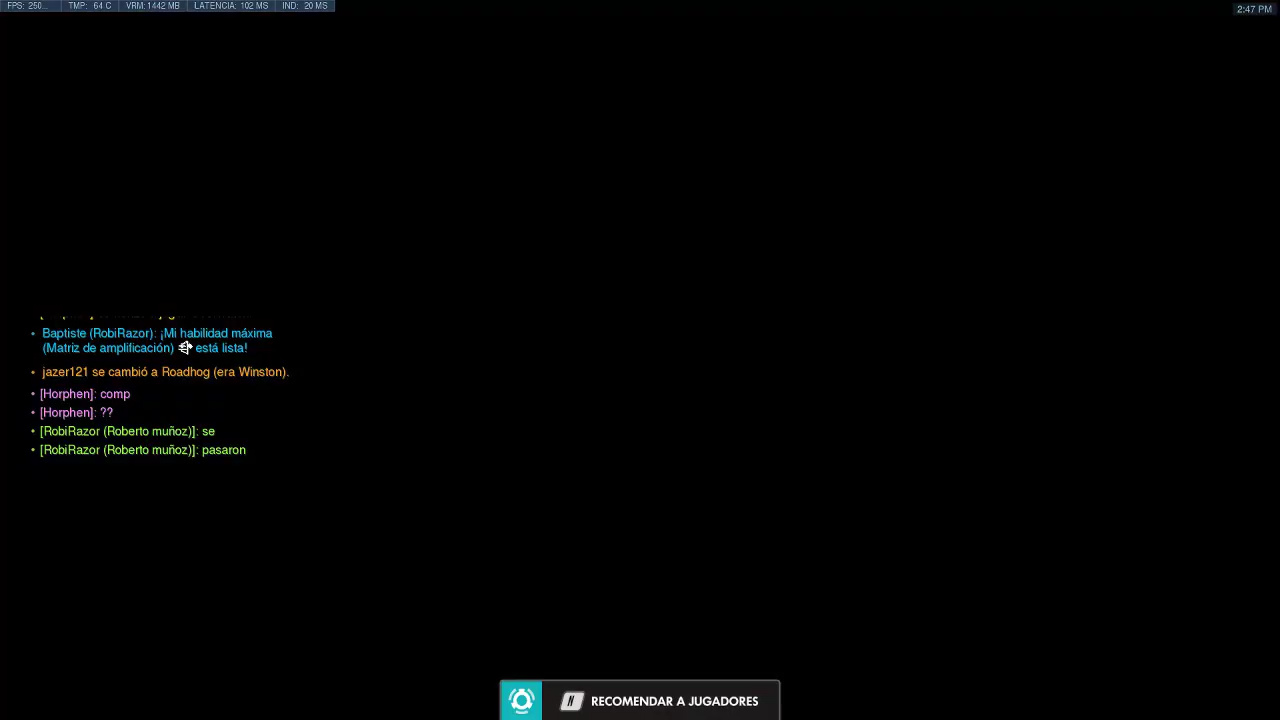 FPS: 250... TMP: 64 C VRM: 1442 MB LATENCIA: 102 MS IND: 20 MS
2:47 PM
• Baptiste (RobiRazor): ¡Mi habilidad máxima
(Matriz de amplificación) está lista!
• jazer121 se cambió a Roadhog (era Winston).
• [Horphen]: comp
• [Horphen]: ??
• [RobiRazor (Roberto muñoz)]: se
• [RobiRazor (Roberto muñoz)]: pasaron
N RECOMENDAR A JUGADORES